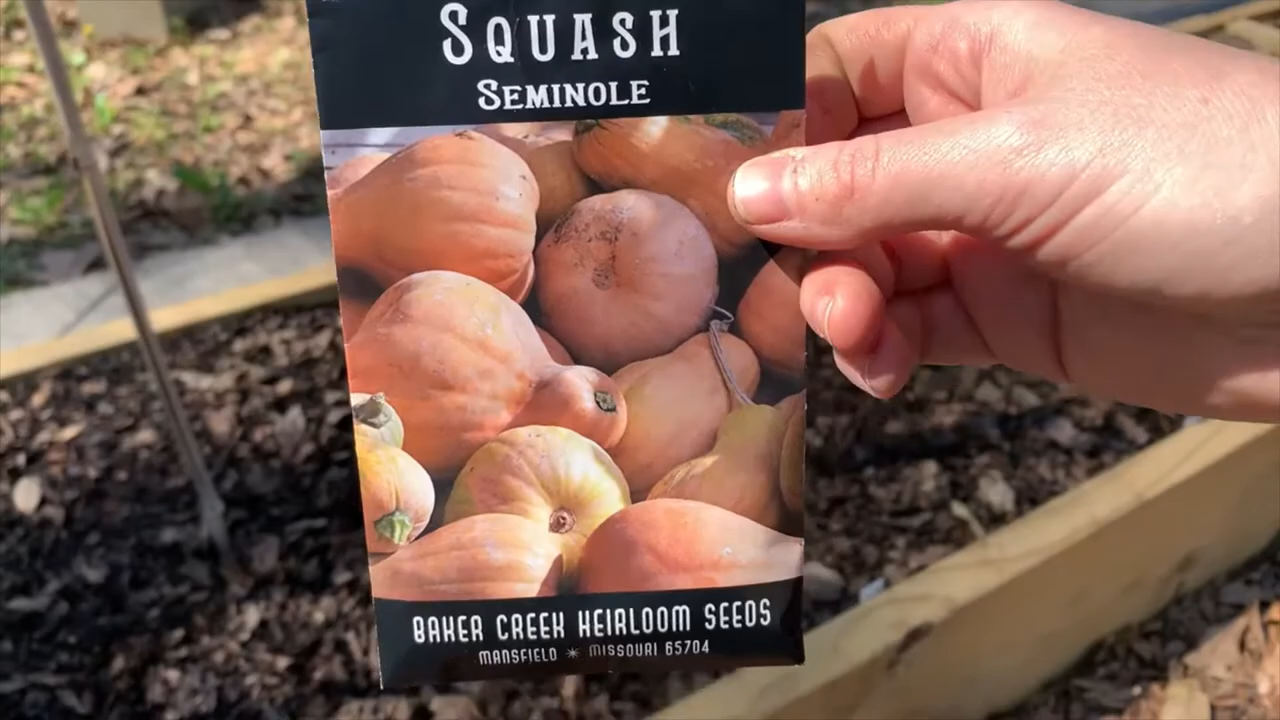 SQUASH
SEMINOLE
BAKER CREEK HEIRLOOM SEEDS
MANSFIELD ✴ MISSOURI 65704